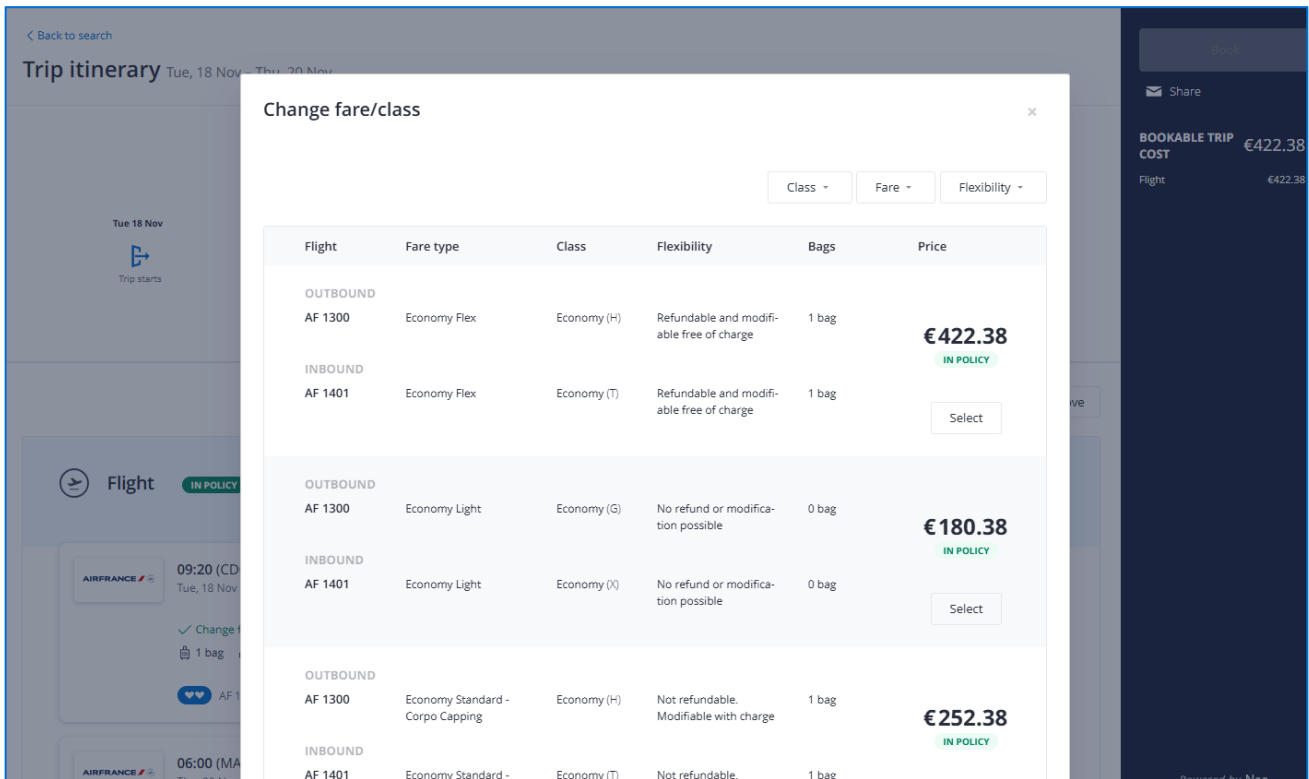 Back to search
Trip itinerary Tue, 18 Nov - Thu, 20 Nov
Book
Share
BOOKABLE TRIP COST €422.38
Flight €422.38
Tue 18 Nov
Trip starts
Change fare/class
×
Class Fare Flexibility
Flight Fare type Class Flexibility Bags Price
OUTBOUND
AF 1300 Economy Flex Economy (H) Refundable and modifi-
able free of charge 1 bag
€422.38
IN POLICY
INBOUND
AF 1401 Economy Flex Economy (T) Refundable and modifi-
able free of charge 1 bag
Select
OUTBOUND
AF 1300 Economy Light Economy (G) No refund or modifica-
tion possible 0 bag
€180.38
IN POLICY
INBOUND
AF 1401 Economy Light Economy (X) No refund or modifica-
tion possible 0 bag
Select
OUTBOUND
AF 1300 Economy Standard -
Corpo Capping Economy (H) Not refundable.
Modifiable with charge 1 bag
€252.38
IN POLICY
INBOUND
AF 1401 Economy Standard - Economy (T) Not refundable. 1 bag
Flight IN POLICY
AIRFRANCE
09:20 (CD
Tue, 18 Nov
Change f
1 bag
AF 1
AIRFRANCE
06:00 (MA
Powered by Neo